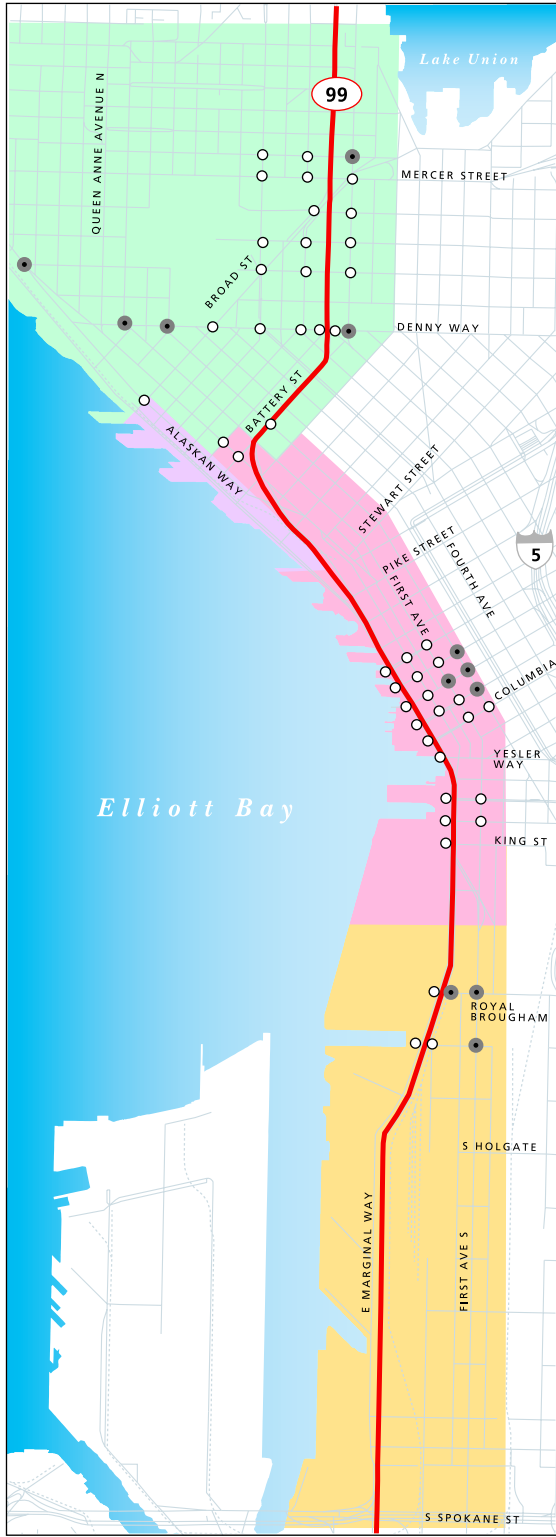 Lake Union
99
QUEEN ANNE AVENUE N
MERCER STREET
BROAD ST
DENNY WAY
BATTERY ST
ALASKAN WAY
STEWART STREET
PIKE STREET
5
FOURTH AVE
FIRST AVE
COLUMBIA
YESLER
WAY
Elliott Bay
KING ST
ROYAL
BROUGHAM
S HOLGATE
E MARGINAL WAY
FIRST AVE S
S SPOKANE ST